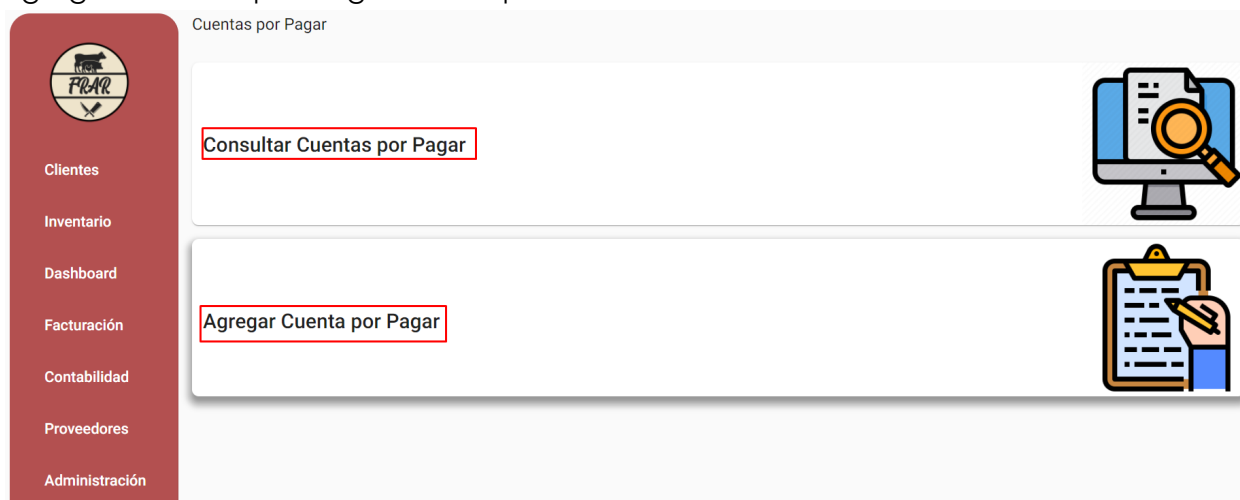 Cuentas por Pagar
FRAR
Clientes
Inventario
Dashboard
Facturación
Contabilidad
Proveedores
Administración
Consultar Cuentas por Pagar
Agregar Cuenta por Pagar